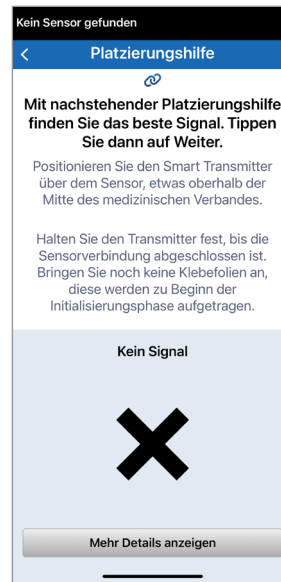 Kein Sensor gefunden
Platzierungshilfe
Mit nachstehender Platzierungshilfe
finden Sie das beste Signal. Tippen
Sie dann auf Weiter.
Positionieren Sie den Smart Transmitter
über dem Sensor, etwas oberhalb der
Mitte des medizinischen Verbandes.
Halten Sie den Transmitter fest, bis die
Sensorverbindung abgeschlossen ist.
Bringen Sie noch keine Klebefolien an,
diese werden zu Beginn der
Initialisierungsphase aufgetragen.
Kein Signal
Mehr Details anzeigen